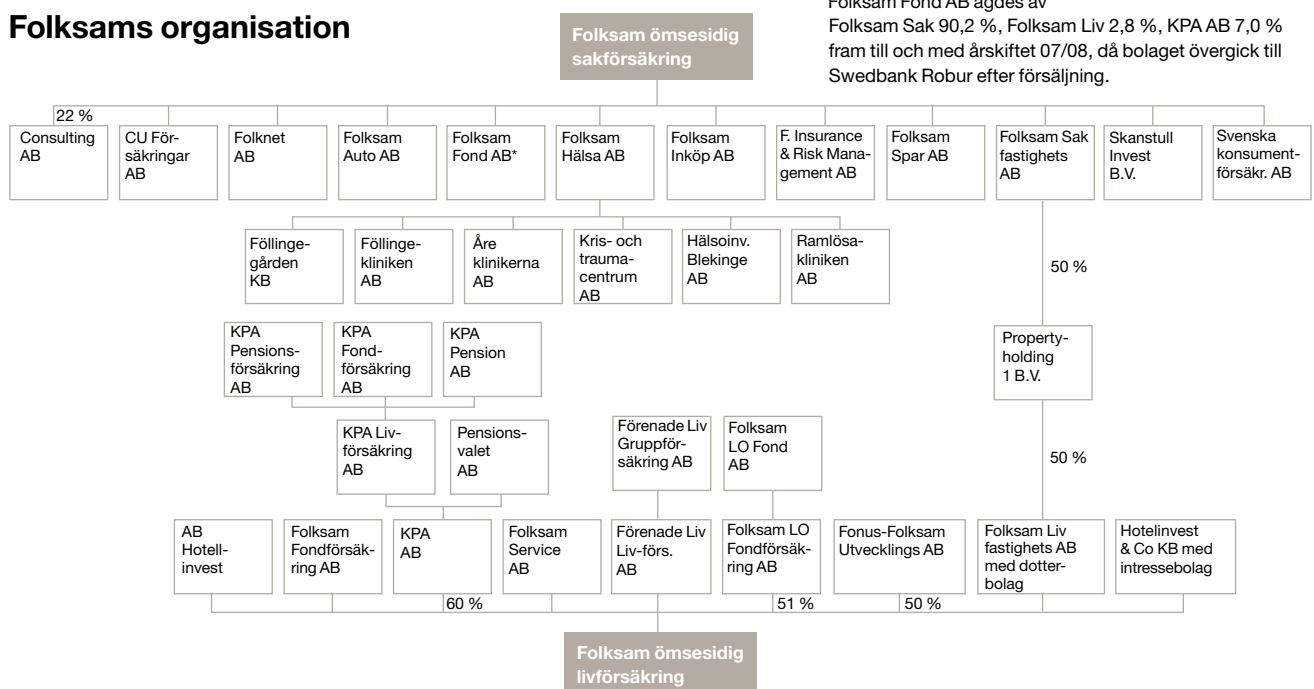 Folksams organisation
Folksam Fond AB ägdes av
Folksam Sak 90,2 %, Folksam Liv 2,8 %, KPA AB 7,0 %
fram till och med årskiftet 07/08, då bolaget övergick till
Swedbank Robur efter försäljning.
Folksam ömsesidig
sakförsäkring
22 %
Consulting
AB
CU För-
säkringar
AB
Folknet
AB
Folksam
Auto AB
Folksam
Fond AB*
Folksam
Hälsa AB
Folksam
Inköp AB
F. Insurance
& Risk Mana-
gement AB
Folksam
Spar AB
Folksam Sak
fastighets
AB
Skanstull
Invest
B.V.
Svenska
konsument-
försäkr. AB
Föllinge-
gården
KB
Föllinge-
kliniken
AB
Åre
klinikerna
AB
Kris- och
trauma-
centrum
AB
Hälsoinv.
Blekinge
AB
Ramlösa-
kliniken
AB
50 %
KPA
Pensions-
försäkring
AB
KPA
Fond-
försäkring
AB
KPA
Pension
AB
Property-
holding
1 B.V.
KPA Liv-
försäkring
AB
Pensions-
valet
AB
Förenade Liv
Gruppför-
säkring AB
Folksam
LO Fond
AB
50 %
AB
Hotell-
invest
Folksam
Fondförsäk-
ring AB
KPA
AB
Folksam
Service
AB
Förenade Liv
Liv-förs.
AB
Folksam LO
Fondförsäk-
ring AB
Fonus-Folksam
Utvecklings AB
Folksam Liv
fastighets AB
med dotter-
bolag
Hotelinvest
& Co KB med
intressebolag
60 %
51 %
50 %
Folksam ömsesidig
livförsäkring